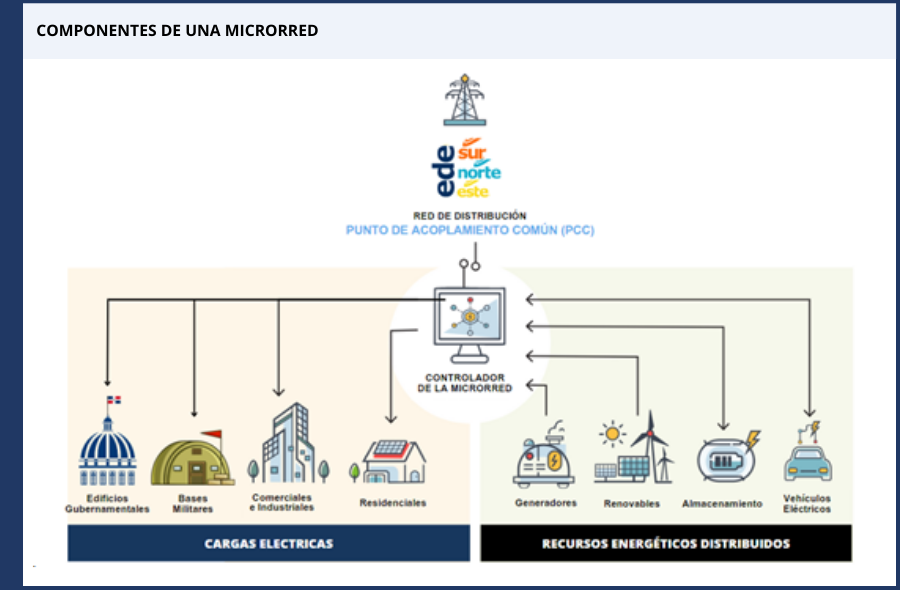 COMPONENTES DE UNA MICRORRED
ede
sur
norte
este
RED DE DISTRIBUCIÓN
PUNTO DE ACOPLAMIENTO COMÚN (PCC)
CONTROLADOR
DE LA MICRORRED
Edificios
Gubernamentales
Bases
Militares
Comerciales
e Industriales
Residenciales
Generadores
Renovables
Almacenamiento
Vehículos
Eléctricos
CARGAS ELECTRICAS
RECURSOS ENERGÉTICOS DISTRIBUIDOS